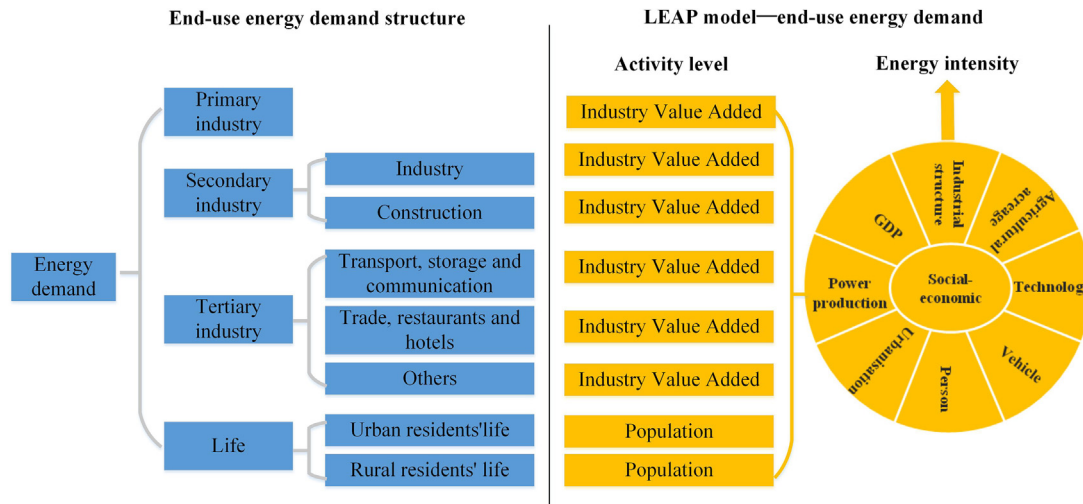 End-use energy demand structure
LEAP model—end-use energy demand
Activity level
Energy intensity
Primary
industry
Secondary
industry
Industry
Construction
Energy
demand
Tertiary
industry
Transport, storage and
communication
Trade, restaurants and
hotels
Others
Life
Urban residents'life
Rural residents' life
Industry Value Added
Industry Value Added
Industry Value Added
Industry Value Added
Industry Value Added
Industry Value Added
Population
Population
Industrial
structure
Agricultural
acreage
Technolog
Vehicle
Person
Urbanisation
Power
production
GDP
Social-
economic